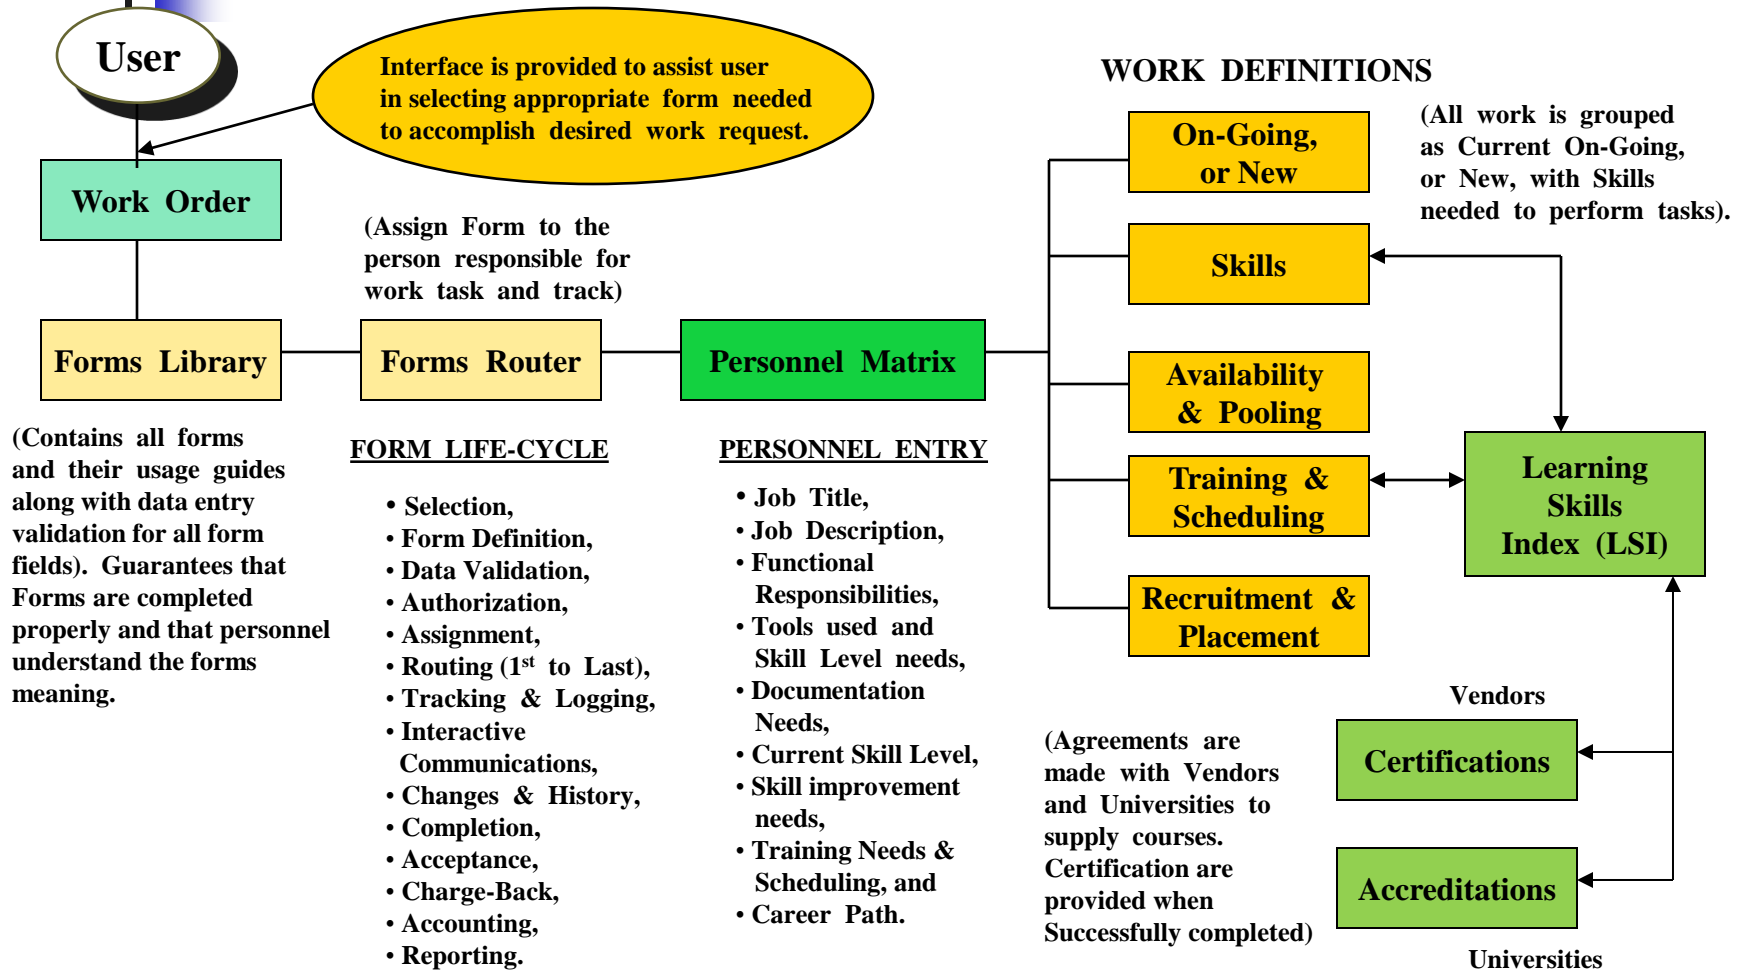 User
Interface is provided to assist user
in selecting appropriate form needed
to accomplish desired work request.
Work Order
(Assign Form to the
person responsible for
work task and track)
Forms Library
Forms Router
Personnel Matrix
(Contains all forms
and their usage guides
along with data entry
validation for all form
fields). Guarantees that
Forms are completed
properly and that personnel
understand the forms
meaning.
FORM LIFE-CYCLE
• Selection,
• Form Definition,
• Data Validation,
• Authorization,
• Assignment,
• Routing (1st to Last),
• Tracking & Logging,
• Interactive
Communications,
• Changes & History,
• Completion,
• Acceptance,
• Charge-Back,
• Accounting,
• Reporting.
PERSONNEL ENTRY
• Job Title,
• Job Description,
• Functional
Responsibilities,
• Tools used and
Skill Level needs,
• Documentation
Needs,
• Current Skill Level,
• Skill improvement
needs,
• Training Needs &
Scheduling, and
• Career Path.
WORK DEFINITIONS
On-Going,
or New
(All work is grouped
as Current On-Going,
or New, with Skills
needed to perform tasks).
Skills
Availability
& Pooling
Training &
Scheduling
Recruitment &
Placement
Learning
Skills
Index (LSI)
Vendors
Certifications
Accreditations
Universities
(Agreements are
made with Vendors
and Universities to
supply courses.
Certification are
provided when
Successfully completed)